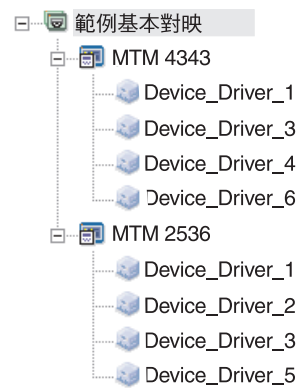 範例基本對映
MTM 4343
Device_Driver_1
Device_Driver_3
Device_Driver_4
Device_Driver_6
MTM 2536
Device_Driver_1
Device_Driver_2
Device_Driver_3
Device_Driver_5